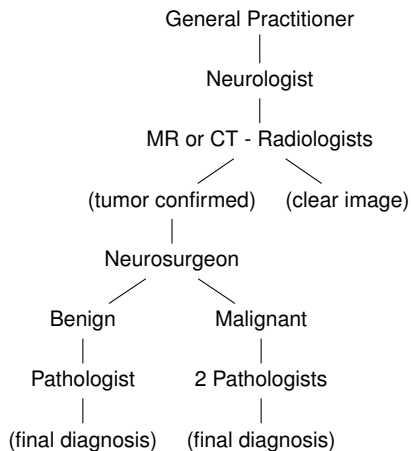 General Practitioner
Neurologist
MR or CT - Radiologists
(tumor confirmed) (clear image)
Neurosurgeon
Benign Malignant
Pathologist 2 Pathologists
(final diagnosis) (final diagnosis)